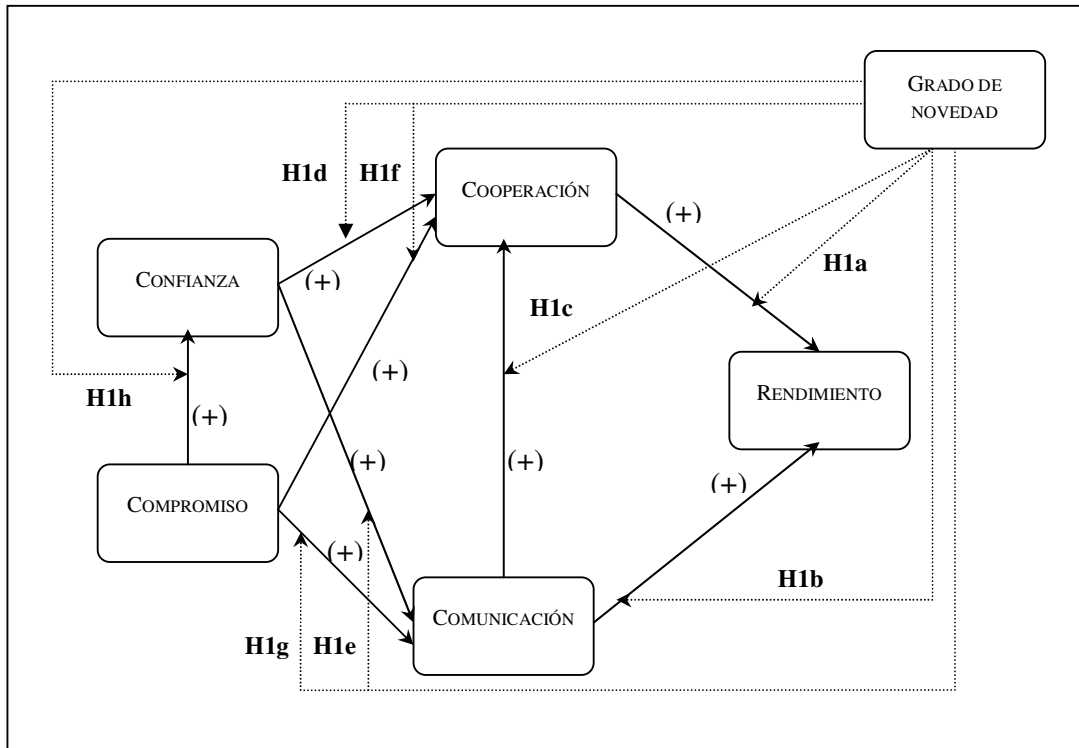 GRADO DE
NOVEDAD
H1d
H1f
COOPERACIÓN
(+)
H1a
CONFIANZA
(+)
H1c
(+)
H1h
(+)
RENDIMIENTO
(+)
(+)
(+)
COMPROMISO
(+)
H1b
COMUNICACIÓN
H1g
H1e